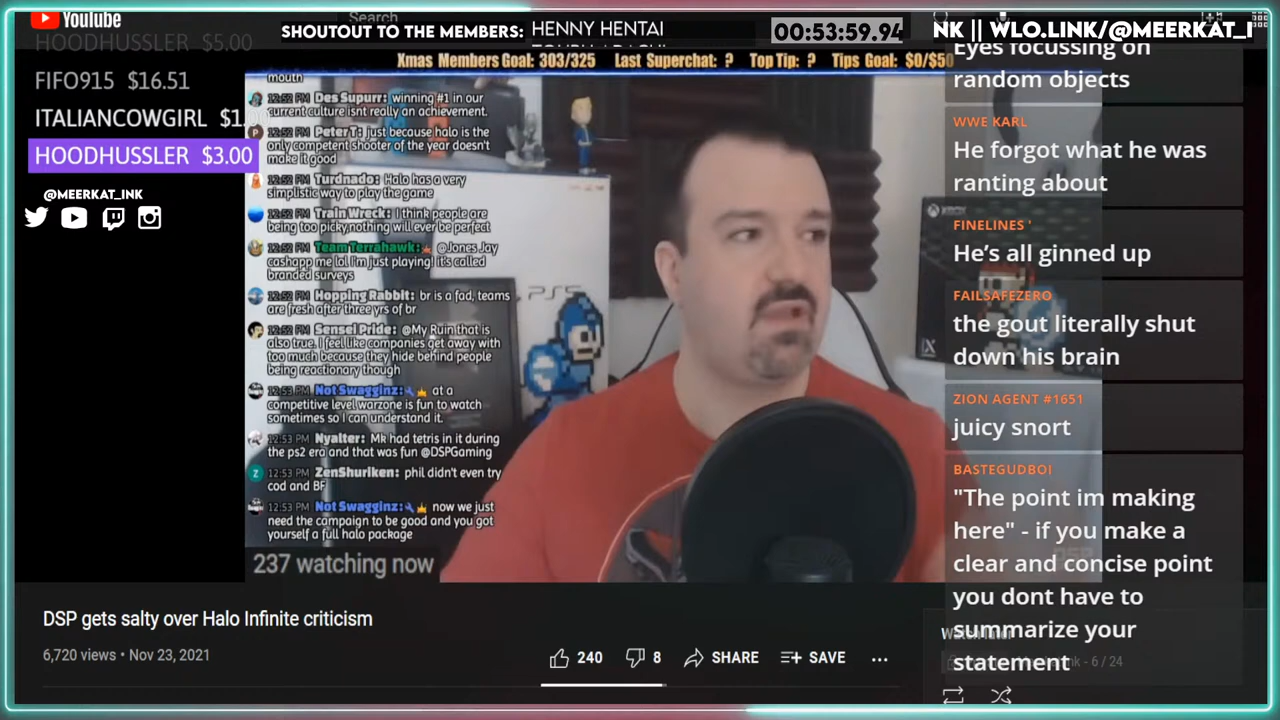 YouTube
Search
SHOUTOUT TO THE MEMBERS:
HENNY HENTAI
00:53:59.94
NK || WLO.LINK/@MEERKAT_I
HOODHUSSLER $5.00
FIFO915 $16.51
ITALIANCOWGIRL $1.
HOODHUSSLER $3.00
@MEERKAT_INK
Xmas Members Goal: 303/325 Last Superchat: ? Top Tip: ? Tips Goal: $0/$50
mouth
12:52 PM Des Supurr: winning #1 in our
current culture isnt really an achievement.
12:52 PM Peter T: just because halo is the
only competent shooter of the year doesn't
make it good
12:52 PM Turdnado: Halo has a very
simplistic way to play the game
12:52 PM Train Wreck: I think people are
being too picky,nothing will ever be perfect
12:52 PM Team Terrahawk: @Jones Jay
cashapp me lol I'm just playing! it's called
branded surveys
12:52 PM Hopping Rabbit: br is a fad, teams
are fresh after three yrs of br
12:52 PM Sensei Pride: @My Ruin that is
also true. I feel like companies get away with
too much because they hide behind people
being reactionary though
12:53 PM Not Swagginz: at a
competitive level warzone is fun to watch
sometimes so I can understand it.
12:53 PM Nyalter: Mk had tetris in it during
the ps2 era and that was fun @DSPGaming
12:53 PM ZenShuriken: phil didn't even try
cod and BF
12:53 PM Not Swagginz: now we just
need the campaign to be good and you got
yourself a full halo package
237 watching now
P
Z
PS5
XBOX
X
Eyes focussing on
random objects
WWE KARL
He forgot what he was
ranting about
FINELINES '
He's all ginned up
FAILSAFEZERO
the gout literally shut
down his brain
ZION AGENT #1651
juicy snort
BASTEGUDBOI
"The point im making
here" - if you make a
clear and concise point
you dont have to
summarize your
statement
DSP gets salty over Halo Infinite criticism
6,720 views • Nov 23, 2021
240
8
SHARE
SAVE
Watch later
- 6 / 24